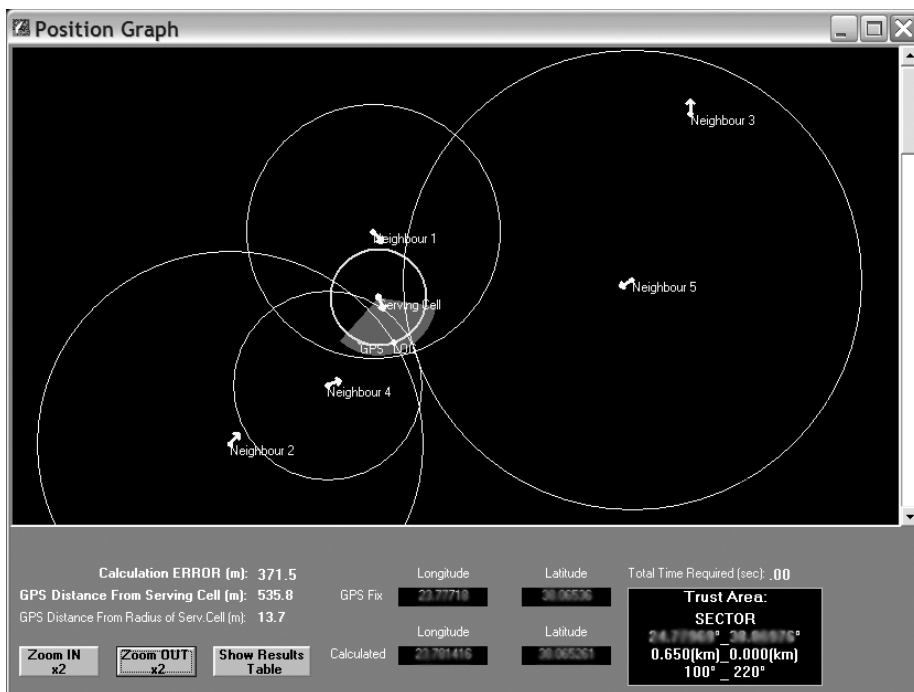 Position Graph
Neighbour 3
Neighbour 1
Neighbour 5
Serving Cell
GPS LOC
Neighbour 4
Neighbour 2
Calculation ERROR (m): 371.5
GPS Distance From Serving Cell (m): 535.8
GPS Distance From Radius of Serv.Cell (m): 13.7
Zoom IN x2
Zoom OUT x2
Show Results Table
Longitude Latitude
GPS Fix
Longitude Latitude
Calculated
Total Time Required (sec): .00
Trust Area:
SECTOR
0.650(km)_0.000(km)
100° _ 220°